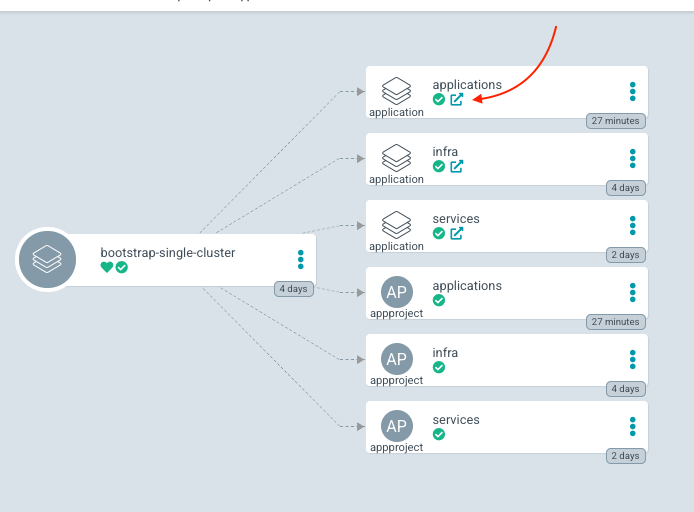 applications
application
27 minutes
infra
application
4 days
services
application
2 days
bootstrap-single-cluster
4 days
AP
applications
appproject
27 minutes
AP
infra
appproject
4 days
AP
services
appproject
2 days